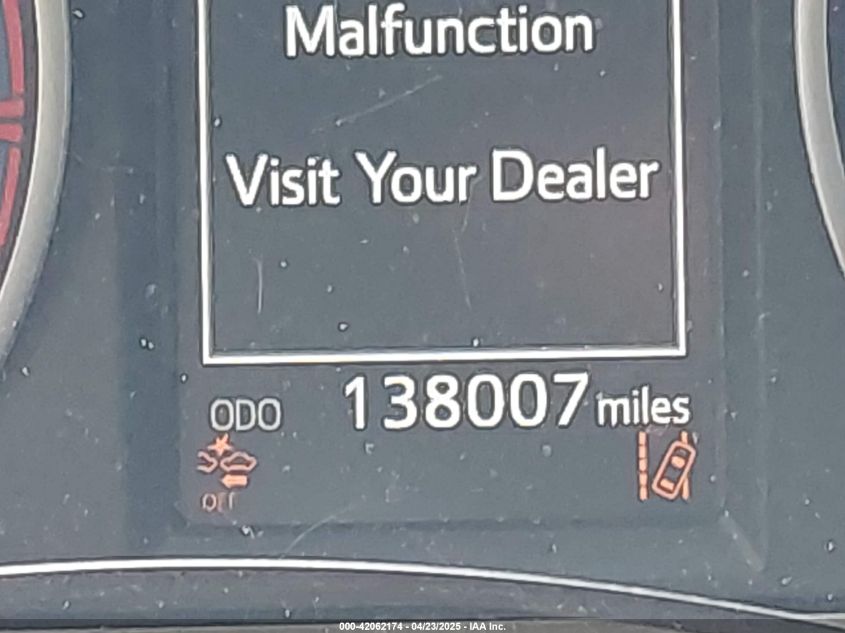 Malfunction
Visit Your Dealer
ODO 138007 miles
OFF
000-42062174 - 04/23/2025 - IAA Inc.